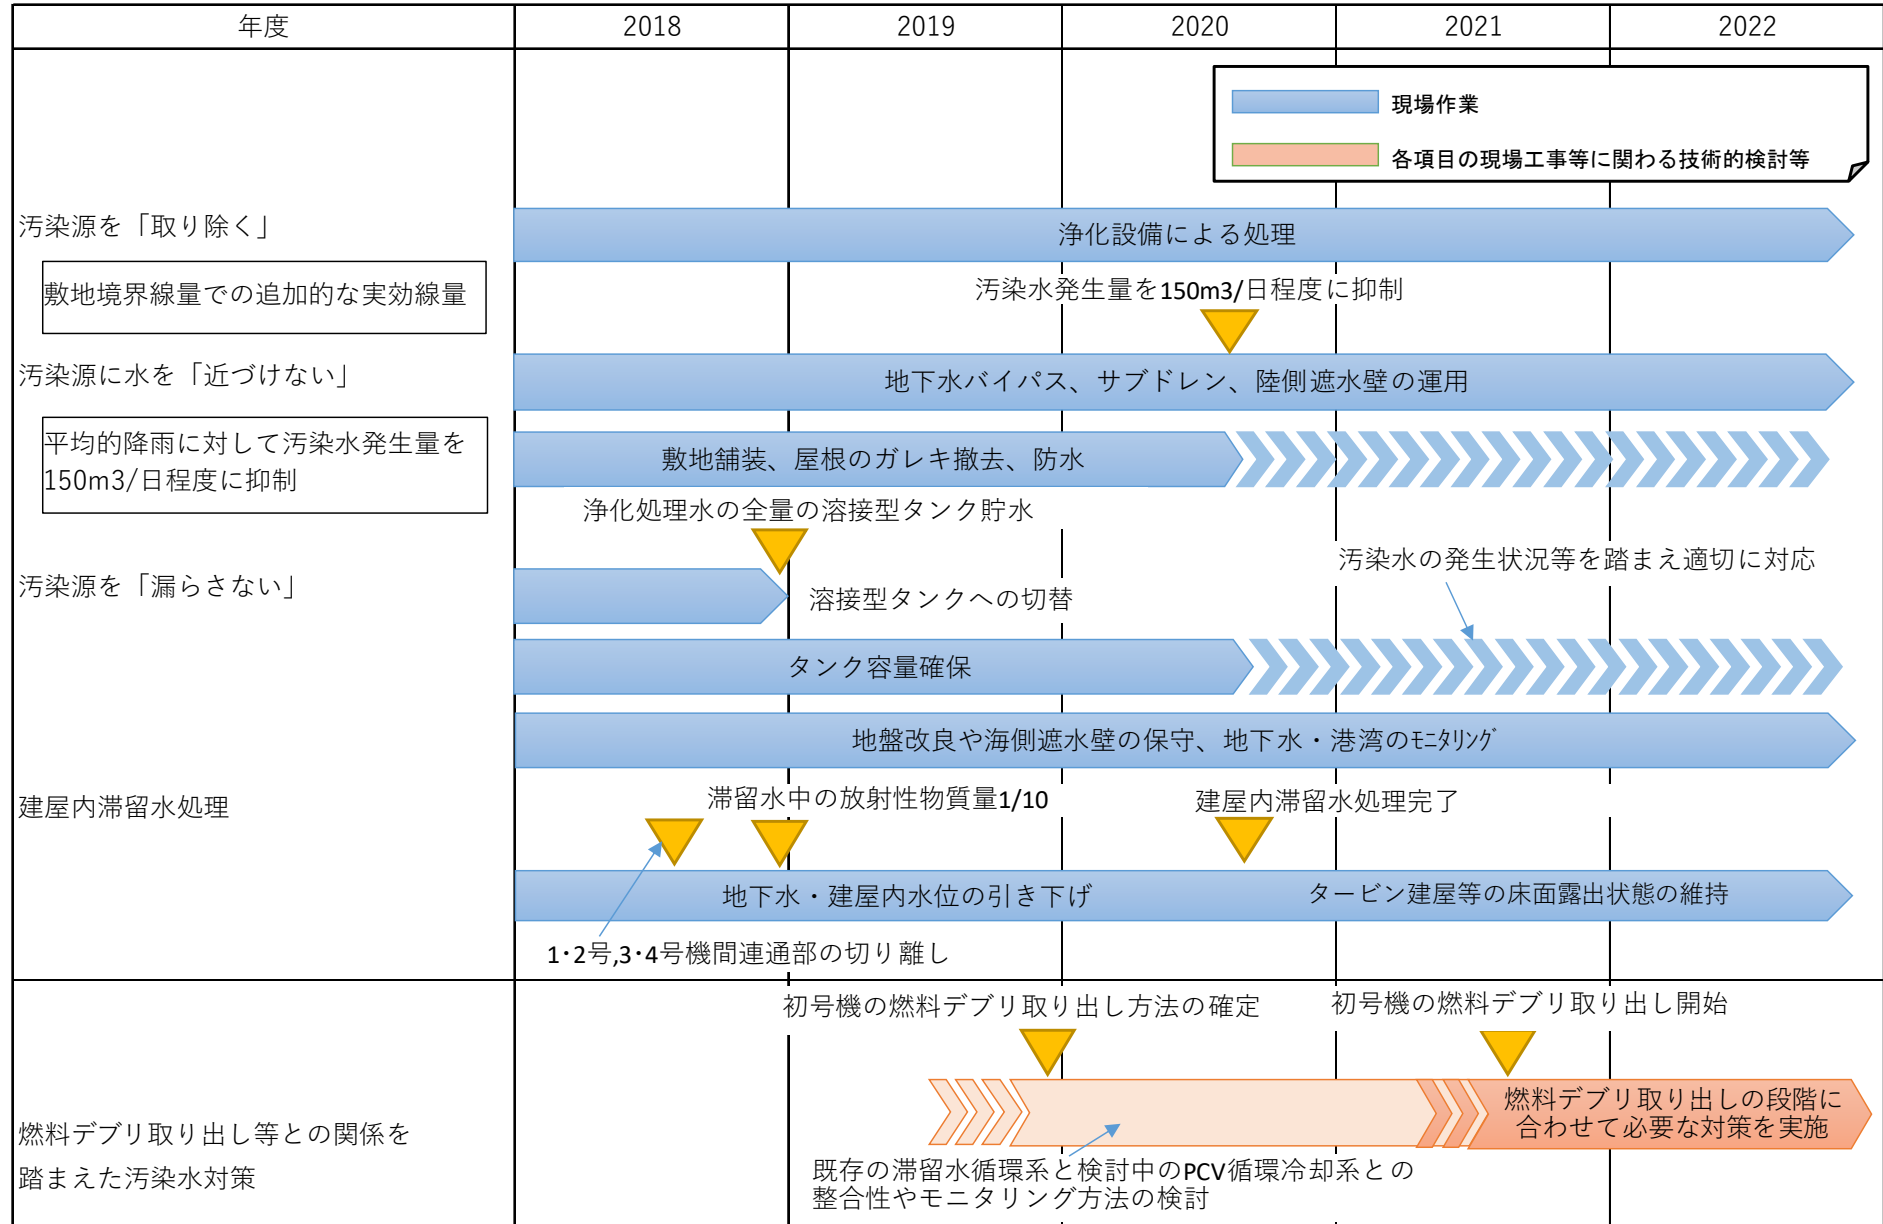 年度
2018
2019
2020
2021
2022
現場作業
各項目の現場工事等に関わる技術的検討等
汚染源を「取り除く」
浄化設備による処理
敷地境界線量での追加的な実効線量
汚染水発生量を150m3/日程度に抑制
汚染源に水を「近づけない」
地下水バイパス、サブドレン、陸側遮水壁の運用
平均的降雨に対して汚染水発生量を
150m3/日程度に抑制
敷地舗装、屋根のガレキ撤去、防水
浄化処理水の全量の溶接型タンク貯水
汚染水の発生状況等を踏まえ適切に対応
汚染源を「漏らさない」
溶接型タンクへの切替
タンク容量確保
地盤改良や海側遮水壁の保守、地下水・港湾のﾓﾆﾀﾘﾝｸﾞ
建屋内滞留水処理
滞留水中の放射性物質量1/10
建屋内滞留水処理完了
地下水・建屋内水位の引き下げ
タービン建屋等の床面露出状態の維持
1･2号,3･4号機間連通部の切り離し
初号機の燃料デブリ取り出し方法の確定
初号機の燃料デブリ取り出し開始
燃料デブリ取り出しの段階に
合わせて必要な対策を実施
燃料デブリ取り出し等との関係を
踏まえた汚染水対策
既存の滞留水循環系と検討中のPCV循環冷却系との
整合性やモニタリング方法の検討